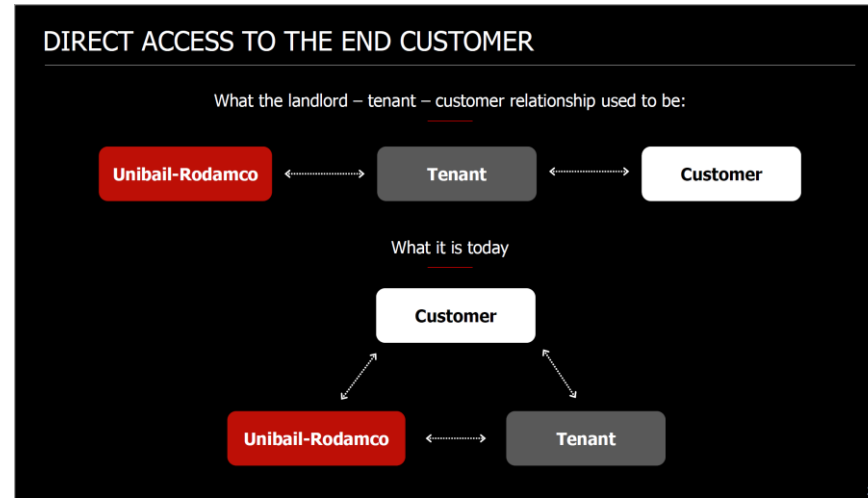 DIRECT ACCESS TO THE END CUSTOMER
What the landlord – tenant – customer relationship used to be:
Unibail-Rodamco
Tenant
Customer
What it is today
Customer
Unibail-Rodamco
Tenant